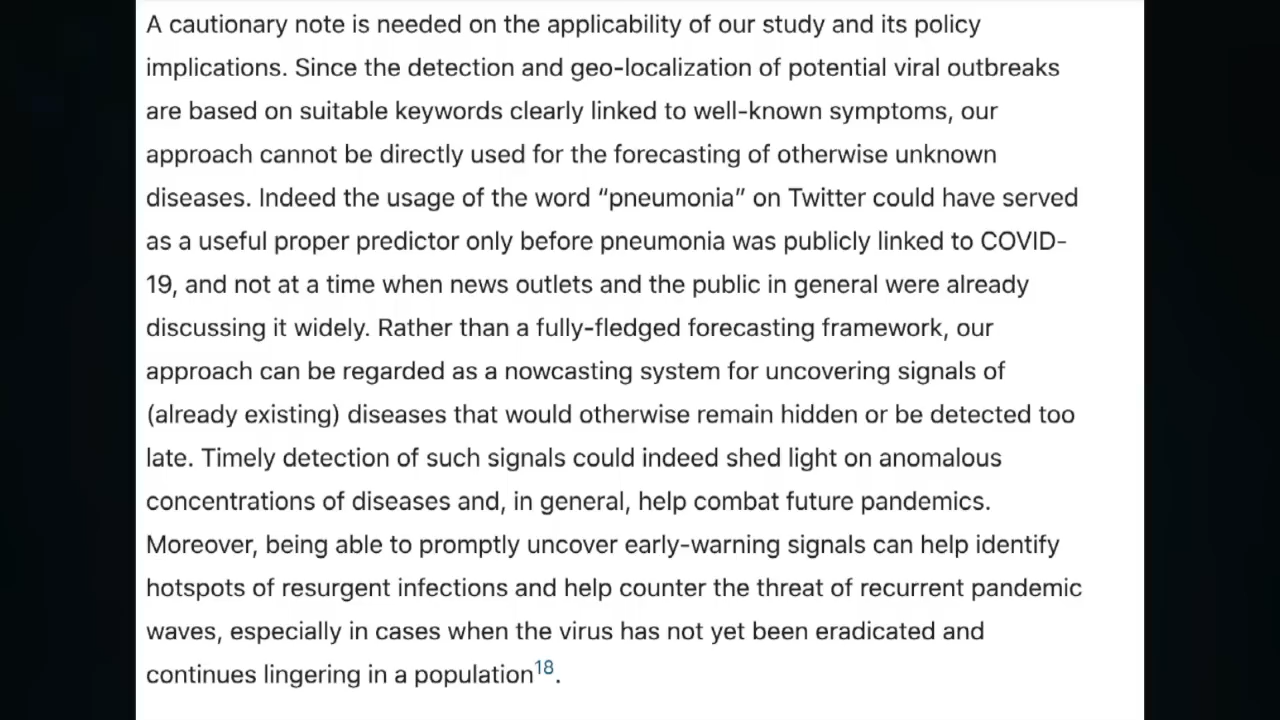 A cautionary note is needed on the applicability of our study and its policy
implications. Since the detection and geo-localization of potential viral outbreaks
are based on suitable keywords clearly linked to well-known symptoms, our
approach cannot be directly used for the forecasting of otherwise unknown
diseases. Indeed the usage of the word “pneumonia” on Twitter could have served
as a useful proper predictor only before pneumonia was publicly linked to COVID-
19, and not at a time when news outlets and the public in general were already
discussing it widely. Rather than a fully-fledged forecasting framework, our
approach can be regarded as a nowcasting system for uncovering signals of
(already existing) diseases that would otherwise remain hidden or be detected too
late. Timely detection of such signals could indeed shed light on anomalous
concentrations of diseases and, in general, help combat future pandemics.
Moreover, being able to promptly uncover early-warning signals can help identify
hotspots of resurgent infections and help counter the threat of recurrent pandemic
waves, especially in cases when the virus has not yet been eradicated and
continues lingering in a population18.